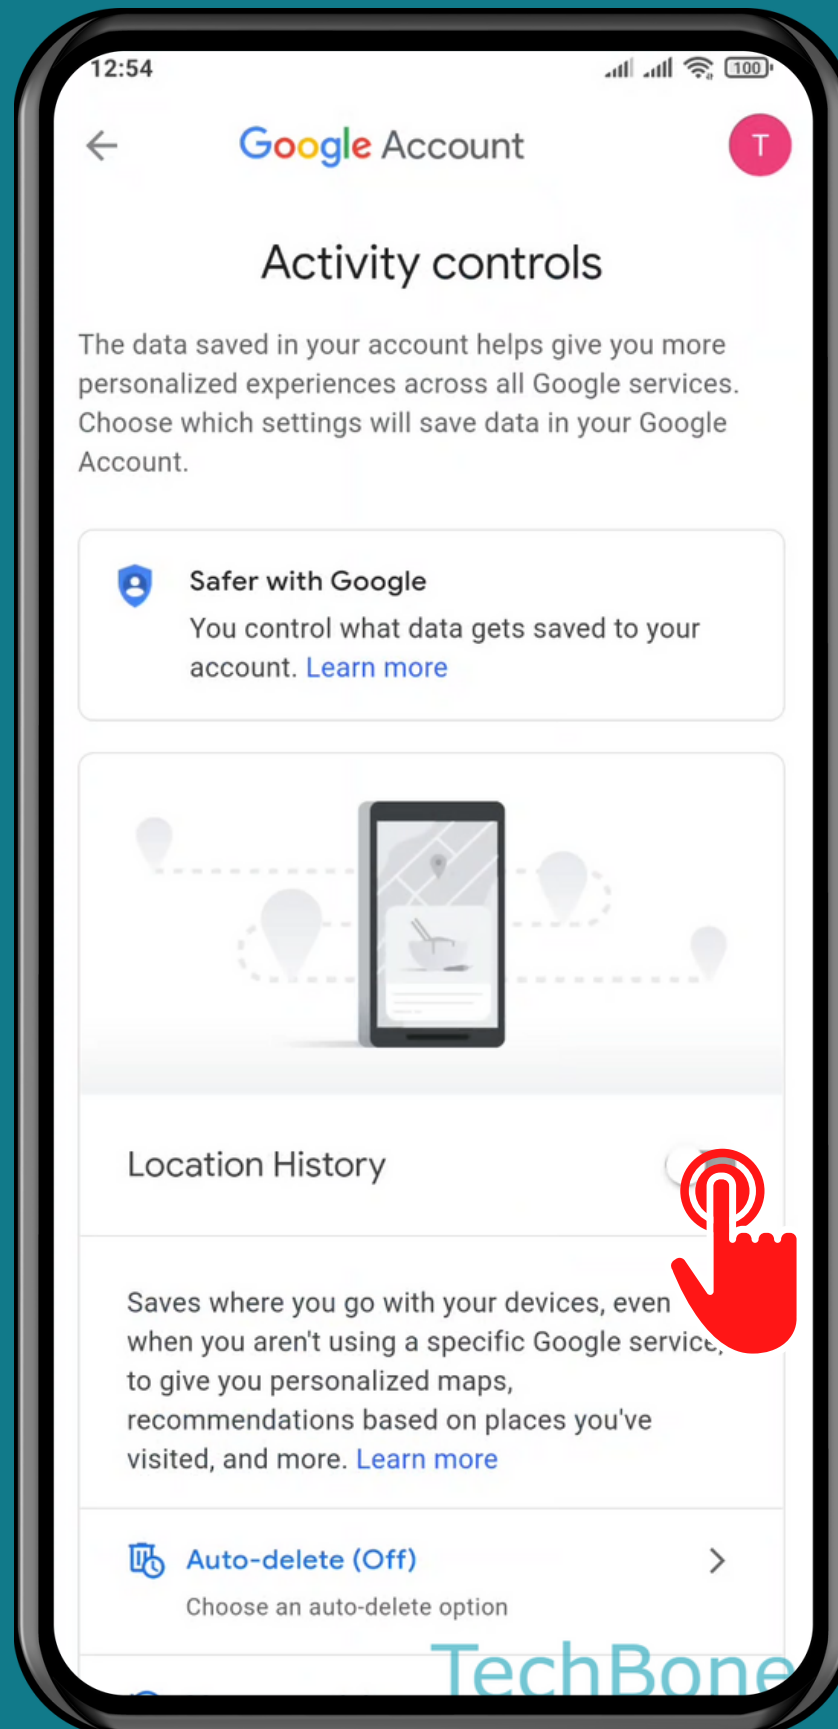 12:54
100
Google Account
T
Activity controls
The data saved in your account helps give you more
personalized experiences across all Google services.
Choose which settings will save data in your Google
Account.
Safer with Google
You control what data gets saved to your
account. Learn more
Location History
Saves where you go with your devices, even
when you aren't using a specific Google service,
to give you personalized maps,
recommendations based on places you've
visited, and more. Learn more
Auto-delete (Off)
Choose an auto-delete option
TechBone